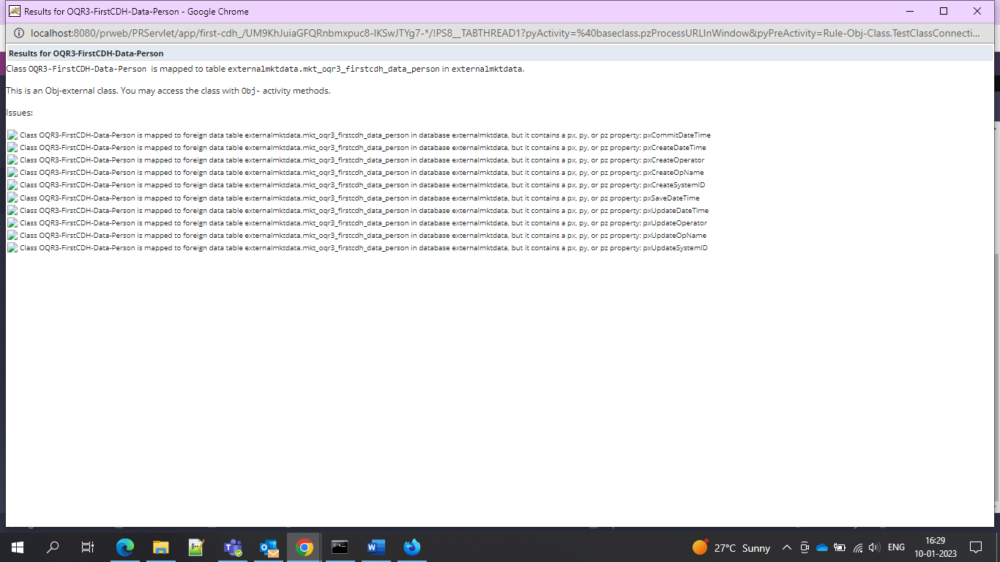 Results for OQR3-FirstCDH-Data-Person - Google Chrome
localhost:8080/prweb/PRServlet/app/first-cdh_/UM9KhJuiaGFQRnbmxpuc8-IKSwJTYg7-*/!PS8__TABTHREAD1?pyActivity=%40baseclass.pzProcessURLInWindow&pyPreActivity=Rule-Obj-Class.TestClassConnecti...
Results for OQR3-FirstCDH-Data-Person
Class OQR3-FirstCDH-Data-Person is mapped to table externalmktdata.mkt_oqr3_firstcdh_data_person in externalmktdata.
This is an Obj-external class. You may access the class with Obj- activity methods.
Issues:
Class OQR3-FirstCDH-Data-Person is mapped to foreign data table externalmktdata.mkt_oqr3_firstcdh_data_person in database externalmktdata, but it contains a px, py, or pz property: pxCommitDateTime
Class OQR3-FirstCDH-Data-Person is mapped to foreign data table externalmktdata.mkt_oqr3_firstcdh_data_person in database externalmktdata, but it contains a px, py, or pz property: pxCreateDateTime
Class OQR3-FirstCDH-Data-Person is mapped to foreign data table externalmktdata.mkt_oqr3_firstcdh_data_person in database externalmktdata, but it contains a px, py, or pz property: pxCreateOperator
Class OQR3-FirstCDH-Data-Person is mapped to foreign data table externalmktdata.mkt_oqr3_firstcdh_data_person in database externalmktdata, but it contains a px, py, or pz property: pxCreateOpName
Class OQR3-FirstCDH-Data-Person is mapped to foreign data table externalmktdata.mkt_oqr3_firstcdh_data_person in database externalmktdata, but it contains a px, py, or pz property: pxCreateSystemID
Class OQR3-FirstCDH-Data-Person is mapped to foreign data table externalmktdata.mkt_oqr3_firstcdh_data_person in database externalmktdata, but it contains a px, py, or pz property: pxSaveDateTime
Class OQR3-FirstCDH-Data-Person is mapped to foreign data table externalmktdata.mkt_oqr3_firstcdh_data_person in database externalmktdata, but it contains a px, py, or pz property: pxUpdateDateTime
Class OQR3-FirstCDH-Data-Person is mapped to foreign data table externalmktdata.mkt_oqr3_firstcdh_data_person in database externalmktdata, but it contains a px, py, or pz property: pxUpdateOperator
Class OQR3-FirstCDH-Data-Person is mapped to foreign data table externalmktdata.mkt_oqr3_firstcdh_data_person in database externalmktdata, but it contains a px, py, or pz property: pxUpdateOpName
Class OQR3-FirstCDH-Data-Person is mapped to foreign data table externalmktdata.mkt_oqr3_firstcdh_data_person in database externalmktdata, but it contains a px, py, or pz property: pxUpdateSystemID
27°C Sunny
ENG
16:29
10-01-2023